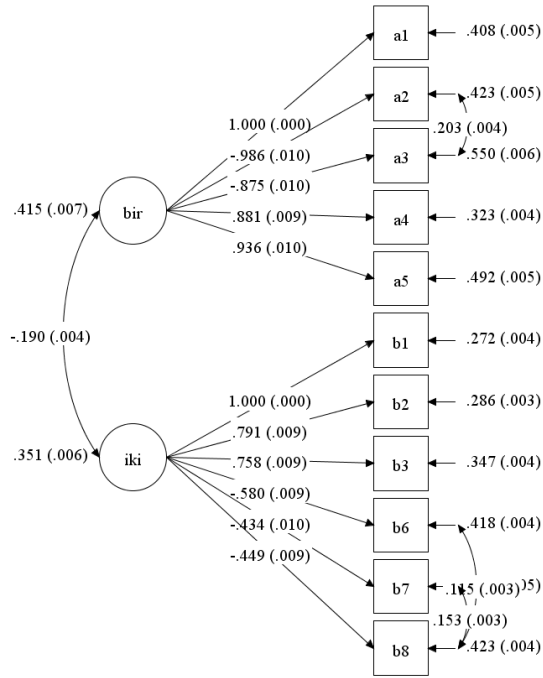 a1
.408 (.005)
a2
.423 (.005)
.203 (.004)
1.000 (.000)
-.986 (.010)
a3
.550 (.006)
-.875 (.010)
.415 (.007)
bir
.881 (.009)
a4
.323 (.004)
.936 (.010)
a5
.492 (.005)
-.190 (.004)
b1
.272 (.004)
1.000 (.000)
b2
.286 (.003)
.791 (.009)
.351 (.006)
iki
.758 (.009)
b3
.347 (.004)
-.580 (.009)
b6
.418 (.004)
-.434 (.010)
-.449 (.009)
b7
(.003)
.153 (.003)
b8
.423 (.004)